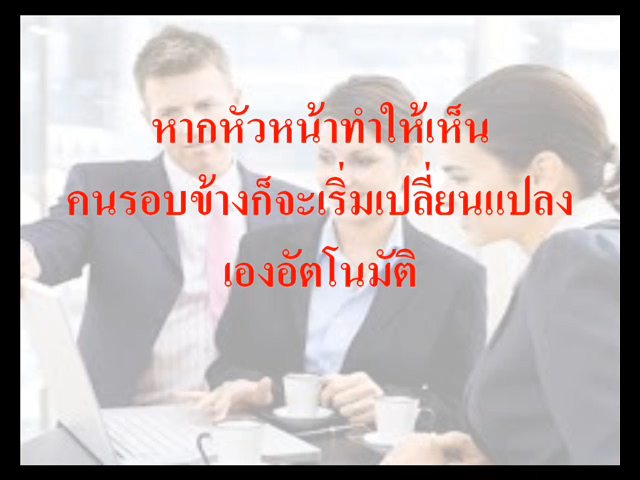 หากหัวหน้าทำให้เห็น
คนรอบข้างก็จะเริ่มเปลี่ยนแปลง
เองอัตโนมัติ